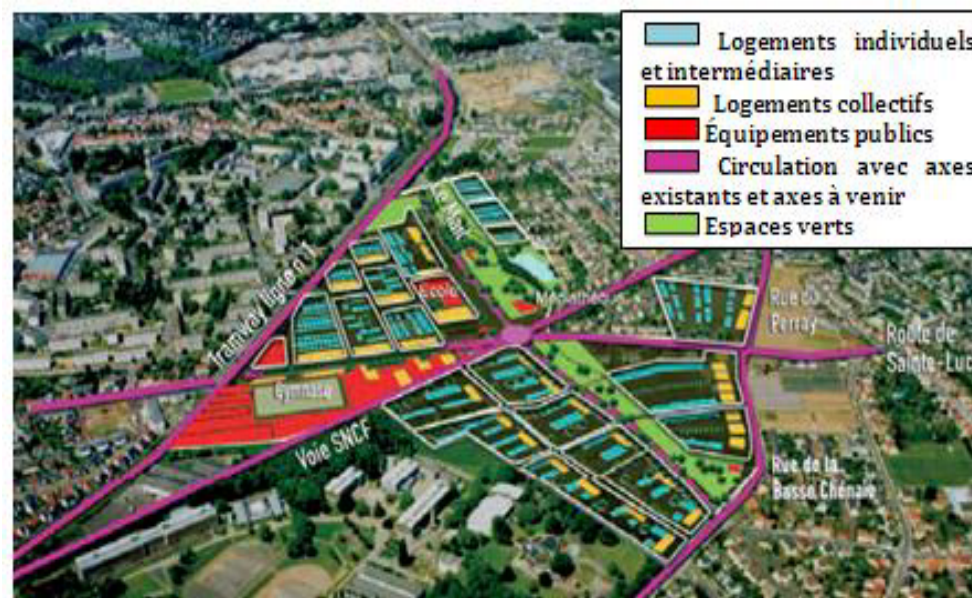 Logements individuels
et intermédiaires
Logements collectifs
Équipements publics
Circulation avec axes
existants et axes à venir
Espaces verts
Tramway ligne n°1
Ecole
Médiathèque
Rue du
Perray
Route de
Sainte-Luce
Gymnase
Voie SNCF
Rue de la
Basse Chênaie